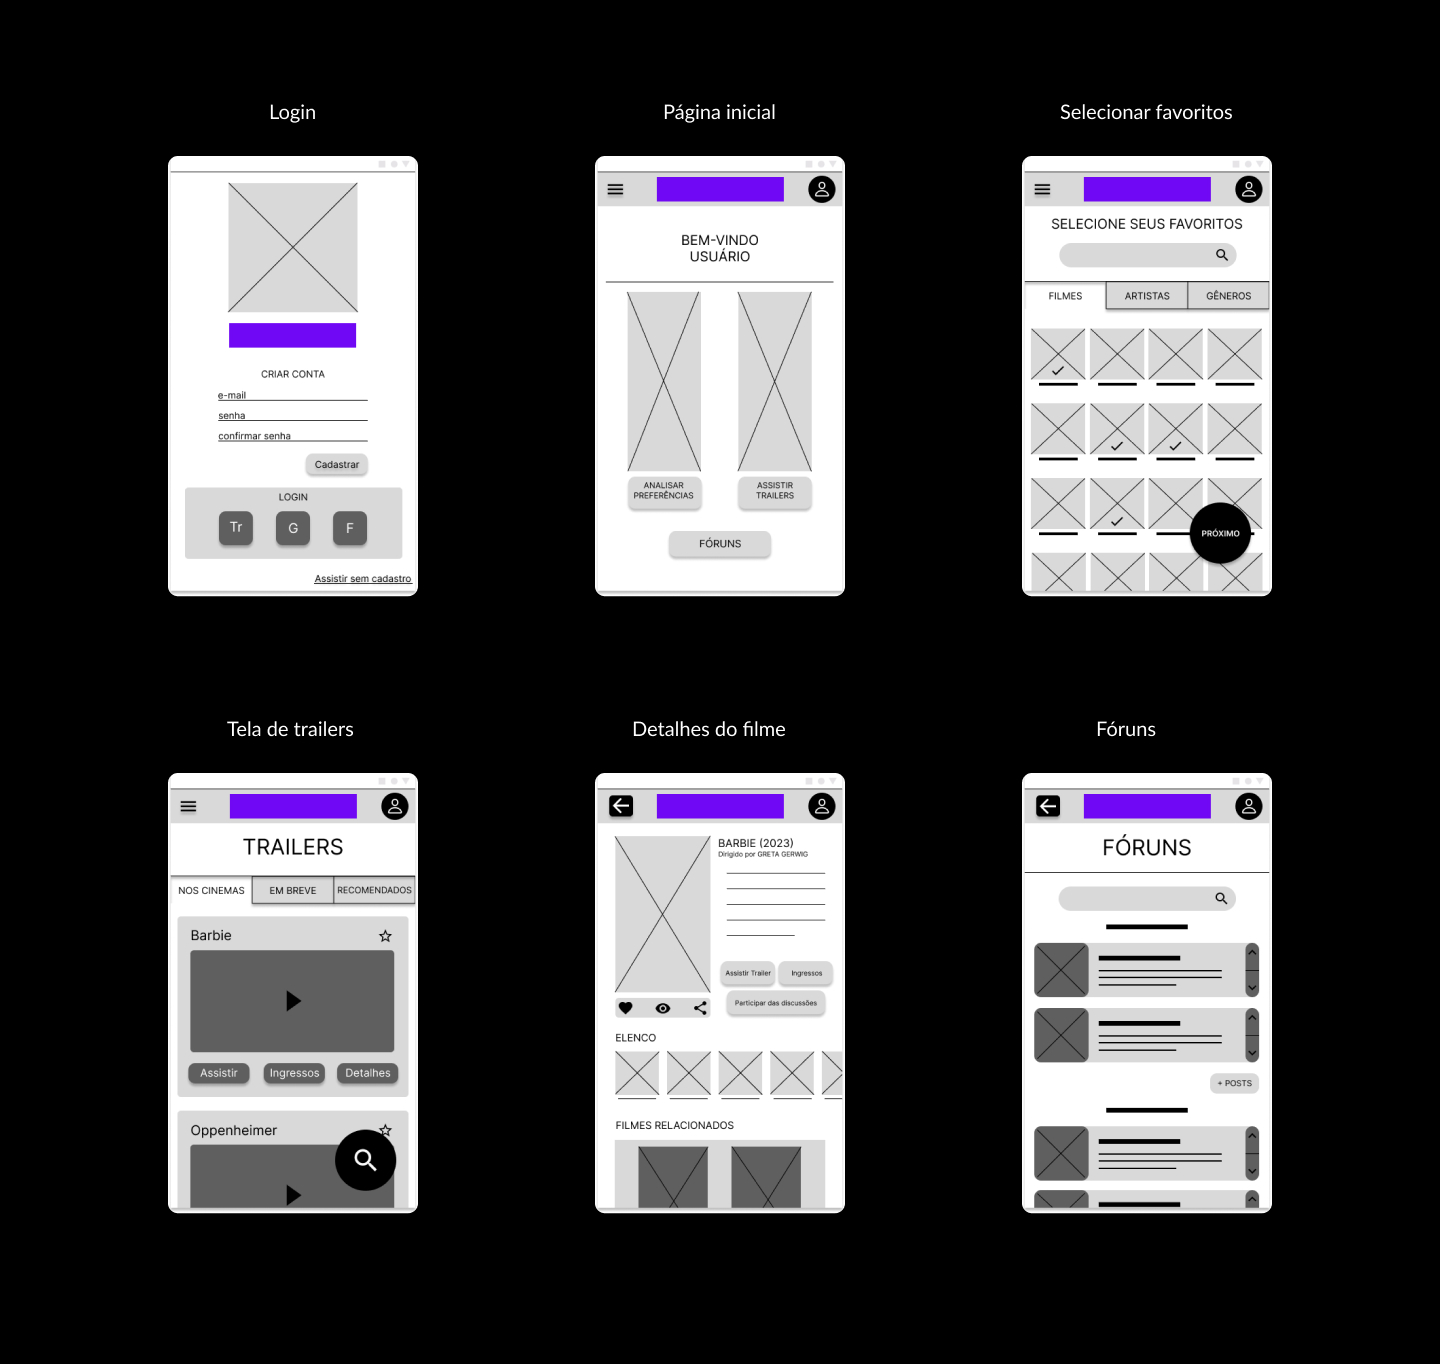 Login
Página inicial
Selecionar favoritos
CRIAR CONTA
e-mail
senha
confirmar senha
Cadastrar
LOGIN
Tr
G
F
Assistir sem cadastro
BEM-VINDO
USUÁRIO
ANALISAR
PREFERÊNCIAS
ASSISTIR
TRAILERS
FÓRUNS
SELECIONE SEUS FAVORITOS
FILMES
ARTISTAS
GÊNEROS
PRÓXIMO
Tela de trailers
Detalhes do filme
Fóruns
TRAILERS
NOS CINEMAS
EM BREVE
RECOMENDADOS
Barbie
Assistir
Ingressos
Detalhes
Oppenheimer
BARBIE (2023)
Dirigido por GRETA GERWIG
Assistir Trailer
Ingressos
Participar das discussões
ELENCO
FILMES RELACIONADOS
FÓRUNS
+ POSTS